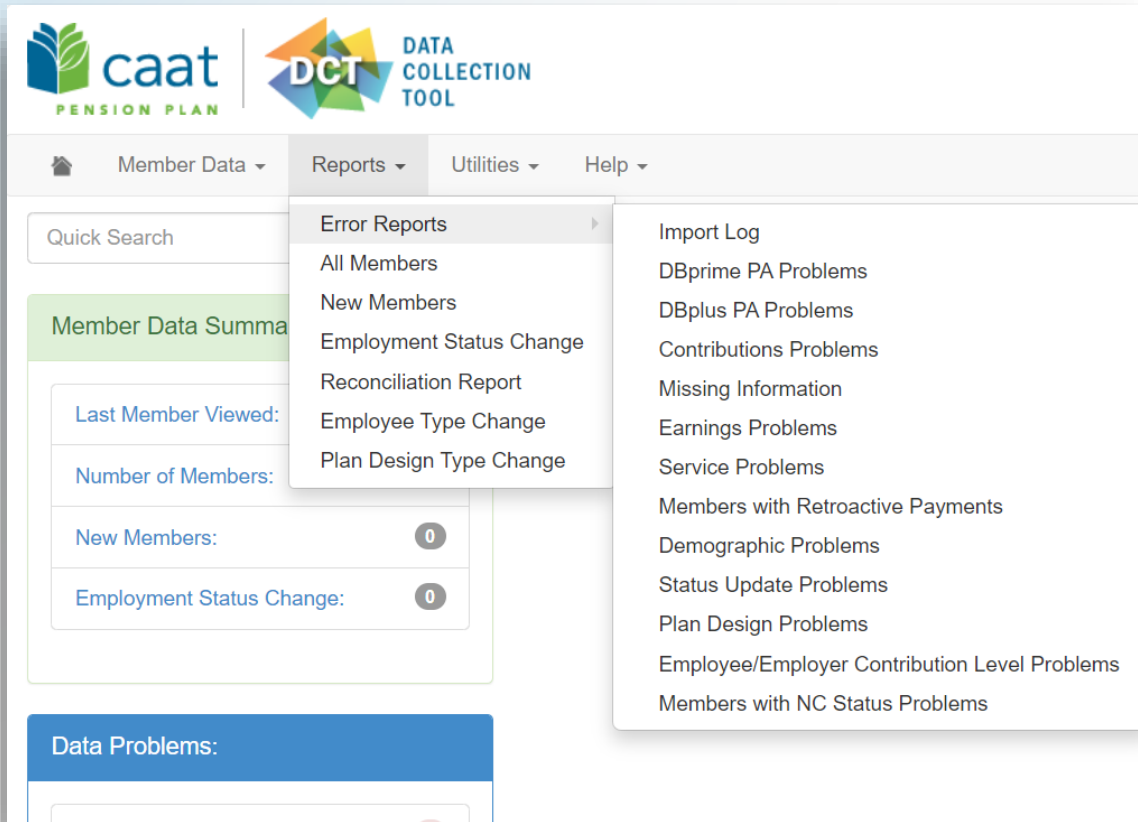 caat
PENSION PLAN
DCT
DATA
COLLECTION
TOOL
Member Data
Reports
Utilities
Help
Quick Search
Error Reports
All Members
New Members
Employment Status Change
Reconciliation Report
Employee Type Change
Plan Design Type Change
Import Log
DBprime PA Problems
DBplus PA Problems
Contributions Problems
Missing Information
Earnings Problems
Service Problems
Members with Retroactive Payments
Demographic Problems
Status Update Problems
Plan Design Problems
Employee/Employer Contribution Level Problems
Members with NC Status Problems
Member Data Summa
Last Member Viewed:
Number of Members:
New Members: 0
Employment Status Change: 0
Data Problems: